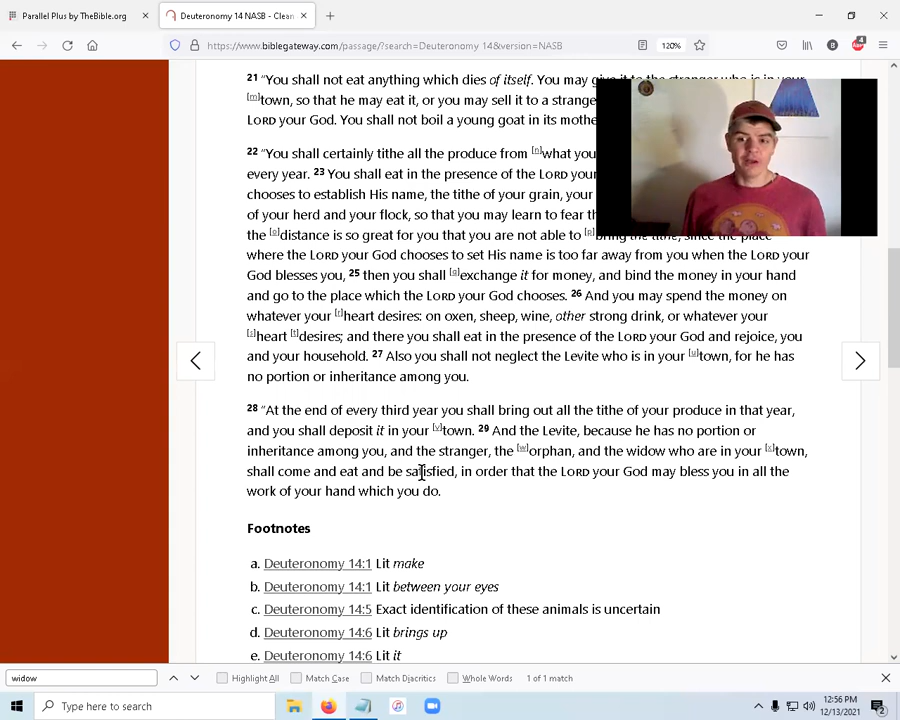 Parallel Plus by TheBible.org
Deuteronomy 14 NASB - Clean
https://www.biblegateway.com/passage/?search=Deuteronomy 14&version=NASB
120%
B
4
21 "You shall not eat anything which dies of itself. You may give it to the stranger who is in your
[m]town, so that he may eat it, or you may sell it to a
LORD your God. You shall not boil a young goat in its
22 "You shall certainly tithe all the produce from [n]what you
every year. 23 You shall eat in the presence of the LORD your
chooses to establish His name, the tithe of your grain, your
of your herd and your flock, so that you may learn to fear
the [o]distance is so great for you that you are not able to [p]bring the tithe, since the place
where the LORD your God chooses to set His name is too far away from you when the LORD your
God blesses you, 25 then you shall [q]exchange it for money, and bind the money in your hand
and go to the place which the LORD your God chooses. 26 And you may spend the money on
whatever your [r]heart desires: on oxen, sheep, wine, other strong drink, or whatever your
[s]heart [t]desires; and there you shall eat in the presence of the LORD your God and rejoice, you
and your household. 27 Also you shall not neglect the Levite who is in your [u]town, for he has
no portion or inheritance among you.
28 "At the end of every third year you shall bring out all the tithe of your produce in that year,
and you shall deposit it in your [v]town. 29 And the Levite, because he has no portion or
inheritance among you, and the stranger, the [w]orphan, and the widow who are in your [x]town,
shall come and eat and be satisfied, in order that the LORD your God may bless you in all the
work of your hand which you do.
Footnotes
a. Deuteronomy 14:1 Lit make
b. Deuteronomy 14:1 Lit between your eyes
c. Deuteronomy 14:5 Exact identification of these animals is uncertain
d. Deuteronomy 14:6 Lit brings up
e. Deuteronomy 14:6 Lit it
widow
Highlight All
Match Case
Match Diacritics
Whole Words
1 of 1 match
Type here to search
12:56 PM
12/13/2021
2